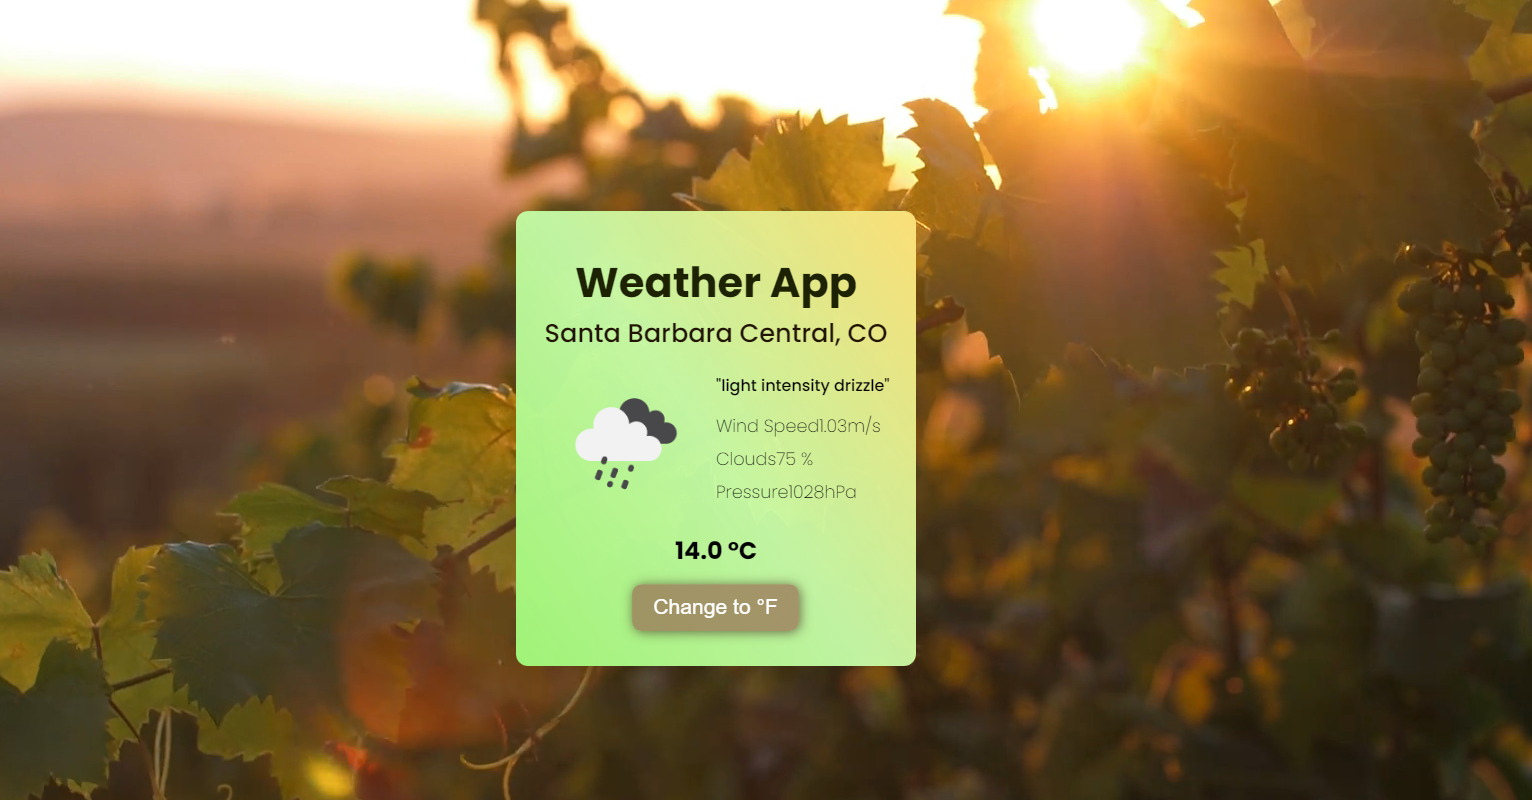 Weather App
Santa Barbara Central, CO
"light intensity drizzle"
Wind Speed1.03m/s
Clouds75 %
Pressure1028hPa
14.0 °C
Change to °F